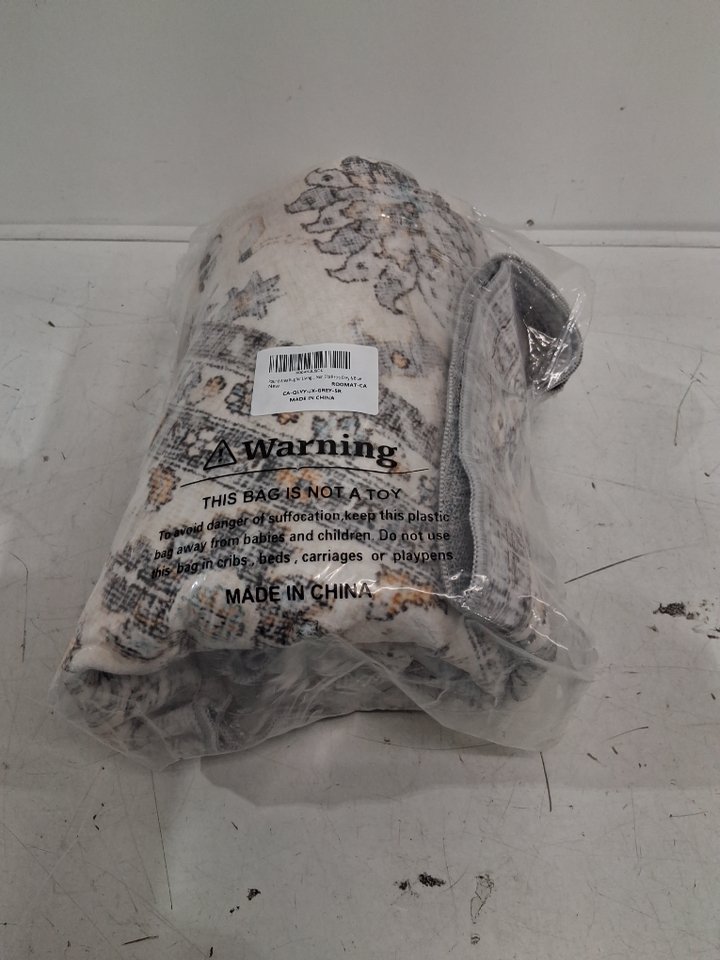 New
ROOMAT-CA
MADE IN CHINA
Warning
THIS BAG IS NOT A TOY
To avoid danger of suffocation,keep this plastic
bag away from babies and children. Do not use
this bag in cribs, beds, carriages or playpens
MADE IN CHINA